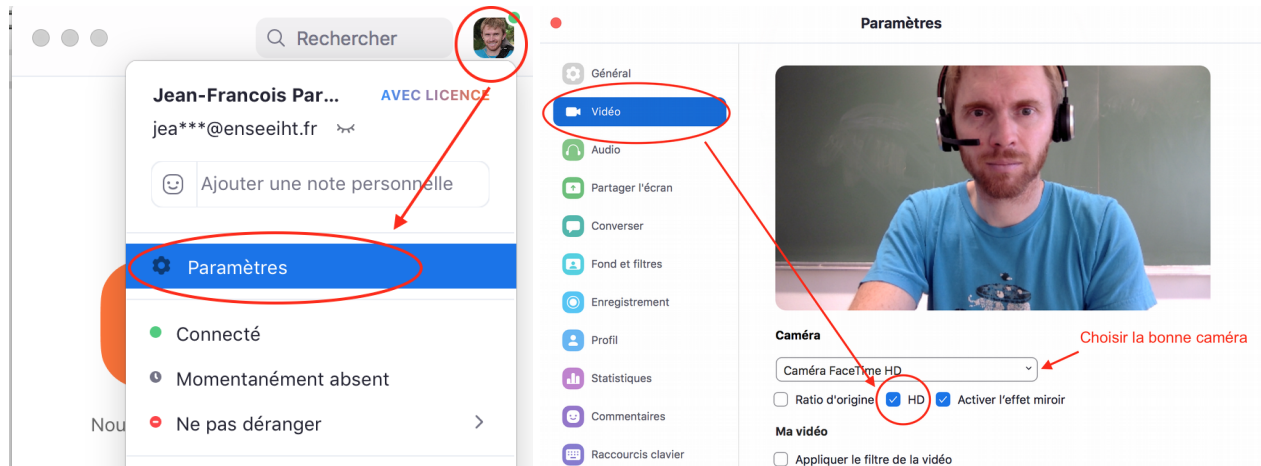 Rechercher
Jean-Francois Par...
AVEC LICENCE
jea***@enseeiht.fr
Ajouter une note personnelle
Paramètres
Connecté
Momentanément absent
Nou
Ne pas déranger
Paramètres
Général
Vidéo
Audio
Partager l'écran
Converser
Fond et filtres
Enregistrement
Profil
Statistiques
Commentaires
Raccourcis clavier
Caméra
Choisir la bonne caméra
Caméra FaceTime HD
Ratio d'origine HD Activer l'effet miroir
Ma vidéo
Appliquer le filtre de la vidéo